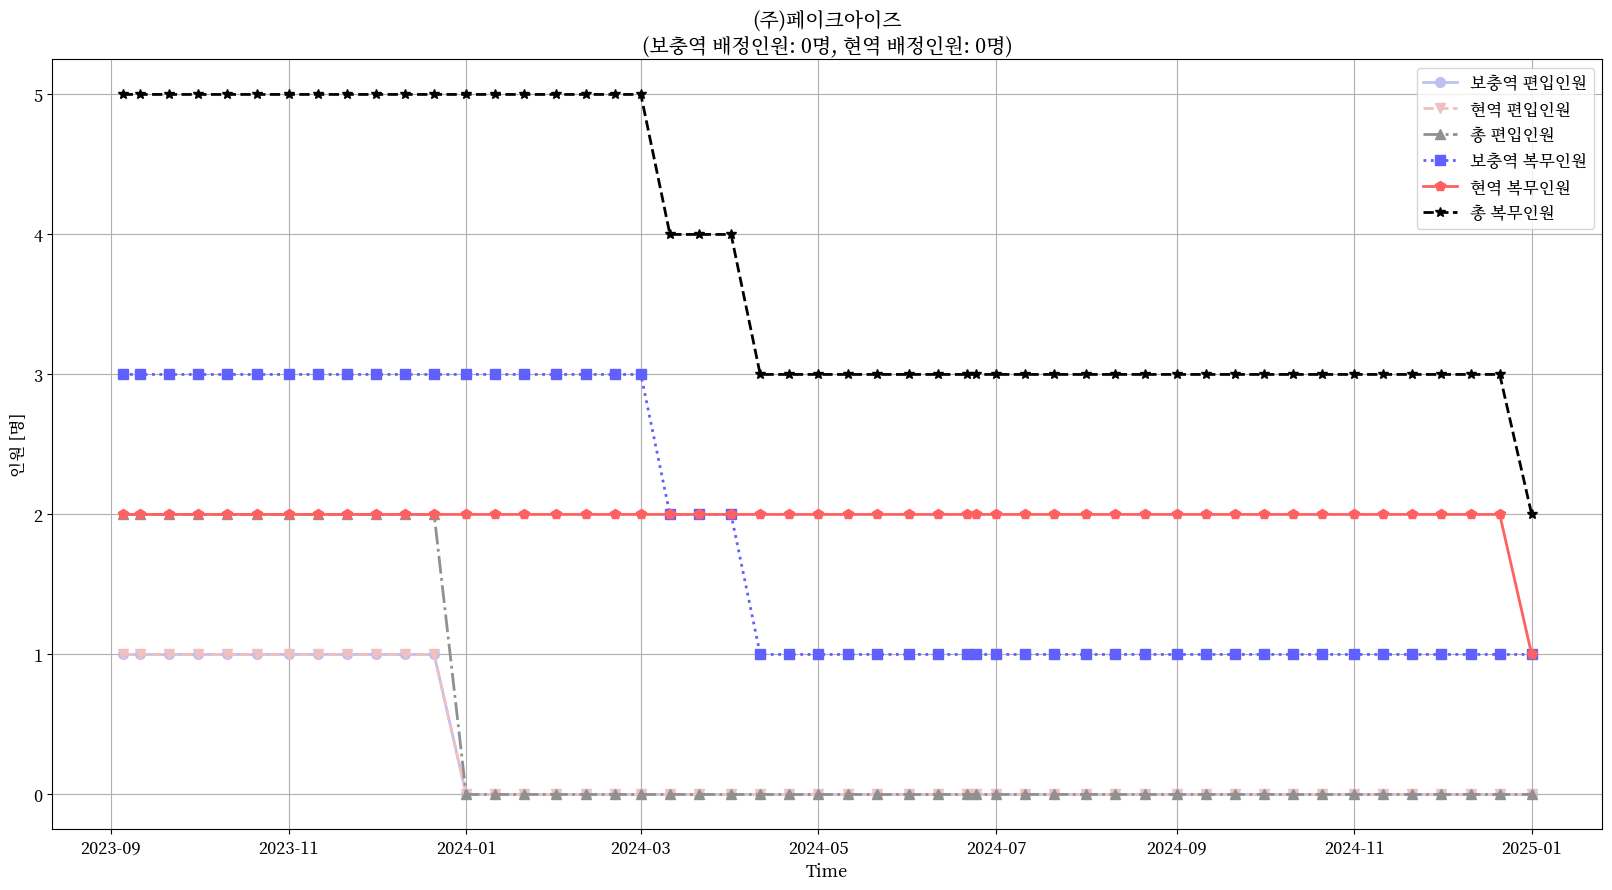 (주)페이크아이즈
(보충역 배정인원: 0명, 현역 배정인원: 0명)
보충역 편입인원
현역 편입인원
총 편입인원
보충역 복무인원
현역 복무인원
총 복무인원
인원 [명]
5
4
3
2
1
0
2023-09 2023-11 2024-01 2024-03 2024-05 2024-07 2024-09 2024-11 2025-01
Time